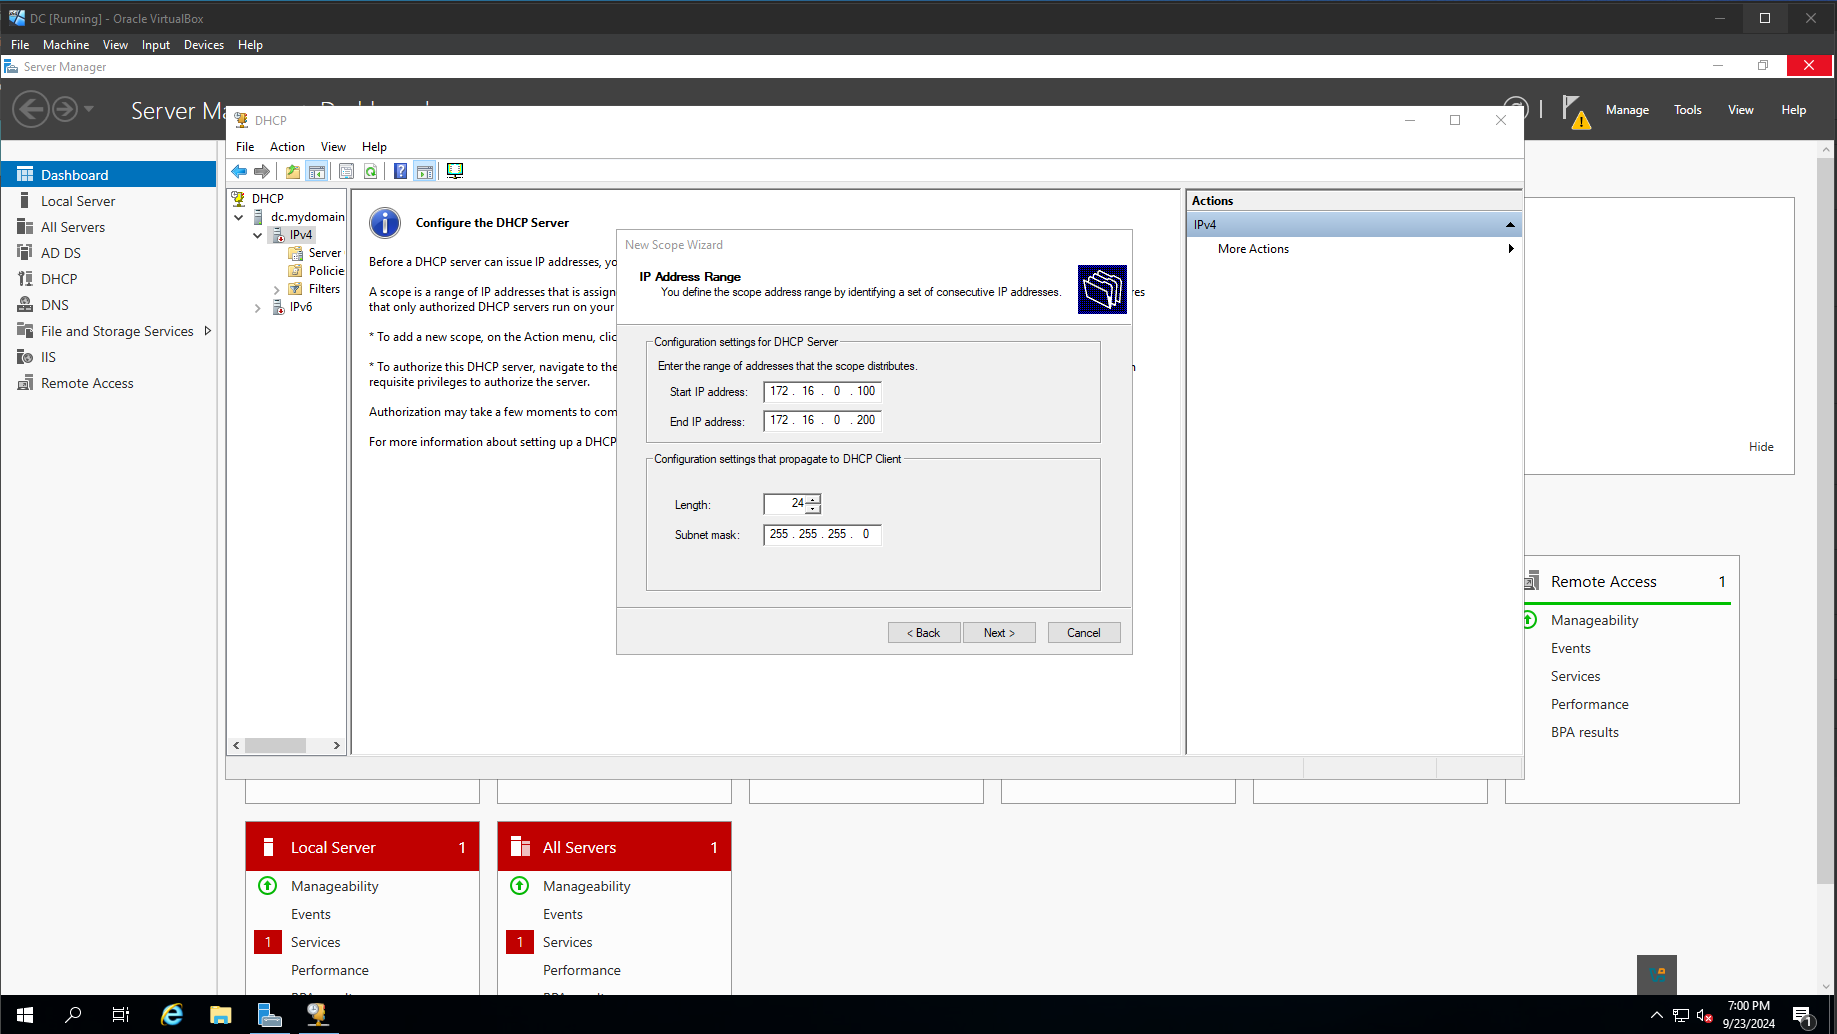 DC [Running] - Oracle VirtualBox
File Machine View Input Devices Help
Server Manager
Server Ma
Manage Tools View Help
DHCP
File Action View Help
Dashboard
Local Server
All Servers
AD DS
DHCP
DNS
File and Storage Services
IIS
Remote Access
DHCP
dc.mydomain
IPv4
Server
Policie
Filters
IPv6
Configure the DHCP Server
Before a DHCP server can issue IP addresses, yo
A scope is a range of IP addresses that is assign
res
that only authorized DHCP servers run on your
* To add a new scope, on the Action menu, clic
* To authorize this DHCP server, navigate to the
requisite privileges to authorize the server.
Authorization may take a few moments to com
For more information about setting up a DHCP
New Scope Wizard
IP Address Range
You define the scope address range by identifying a set of consecutive IP addresses.
Configuration settings for DHCP Server
Enter the range of addresses that the scope distributes.
Start IP address: 172 . 16 . 0 . 100
End IP address: 172 . 16 . 0 . 200
Configuration settings that propagate to DHCP Client
Length: 24
Subnet mask: 255 . 255 . 255 . 0
< Back Next > Cancel
Actions
IPv4
More Actions
Hide
Remote Access 1
Manageability
Events
Services
Performance
BPA results
Local Server 1
Manageability
Events
1 Services
Performance
All Servers 1
Manageability
Events
1 Services
Performance
7:00 PM
9/23/2024
1